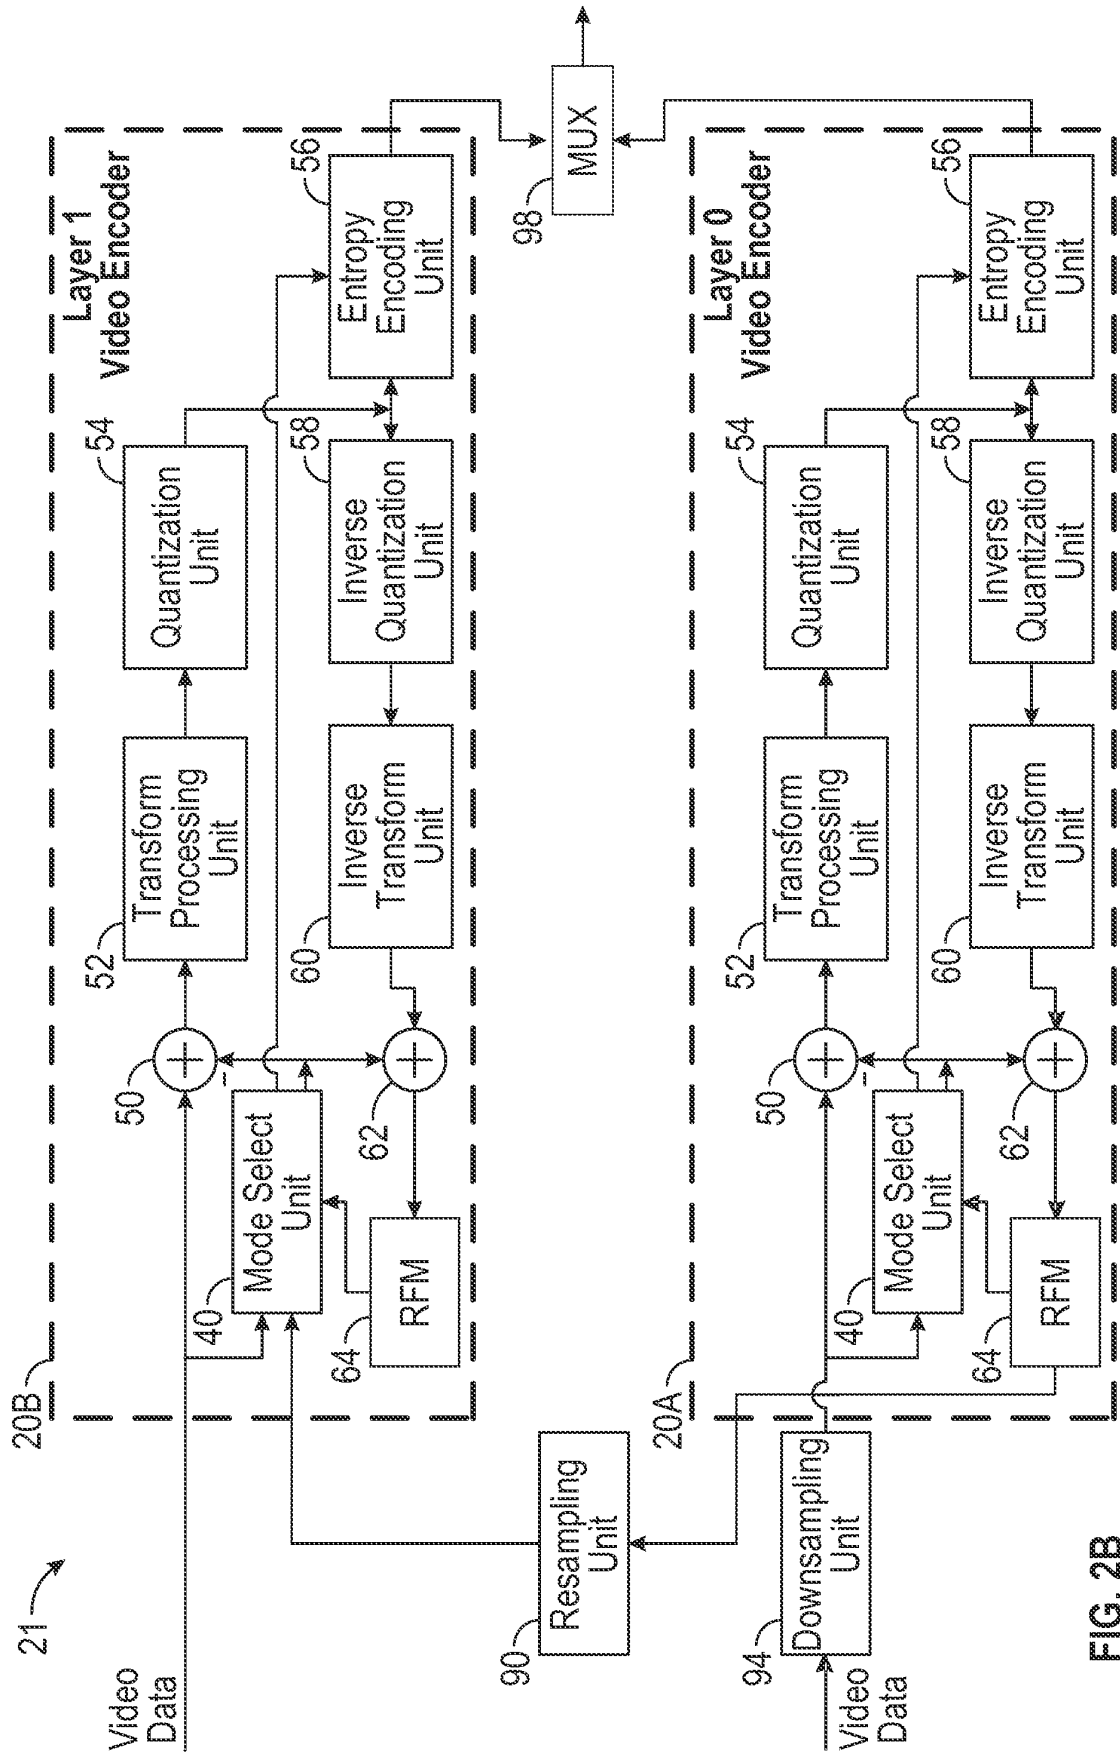 21
Video
Data
20B
Layer 1
Video Encoder
50
-
52
Transform
Processing
Unit
54
Quantization
Unit
40
Mode Select
Unit
56
Entropy
Encoding
Unit
64
RFM
62
60
Inverse
Transform
Unit
58
Inverse
Quantization
Unit
90
Resampling
Unit
98
MUX
94
Downsampling
Unit
Video
Data
20A
Layer 0
Video Encoder
50
-
52
Transform
Processing
Unit
54
Quantization
Unit
40
Mode Select
Unit
56
Entropy
Encoding
Unit
64
RFM
62
60
Inverse
Transform
Unit
58
Inverse
Quantization
Unit
FIG. 2B